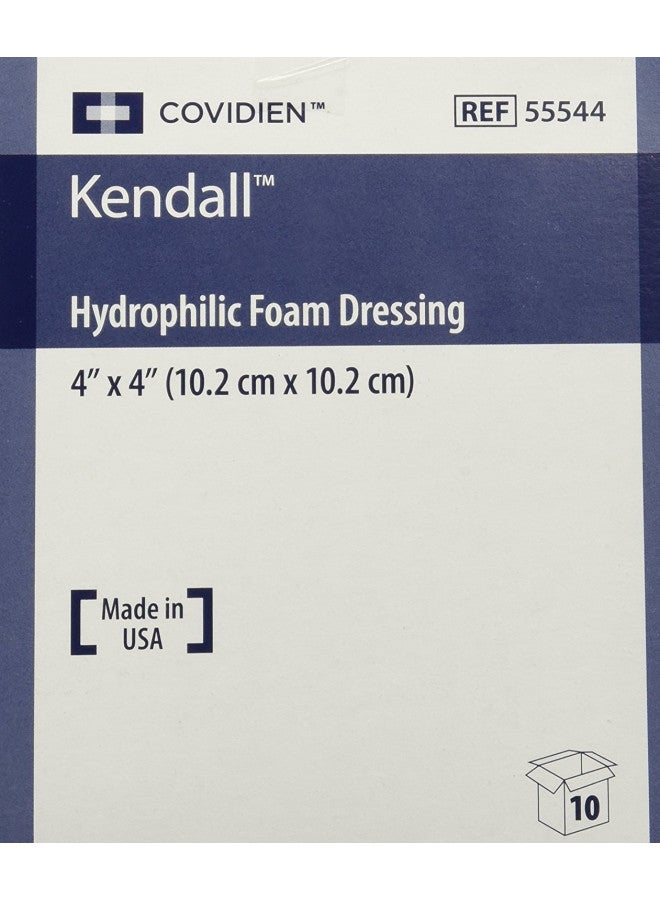 COVIDIEN™
REF 55544
Kendall™
Hydrophilic Foam Dressing
4" x 4" (10.2 cm x 10.2 cm)
Made in
USA
10